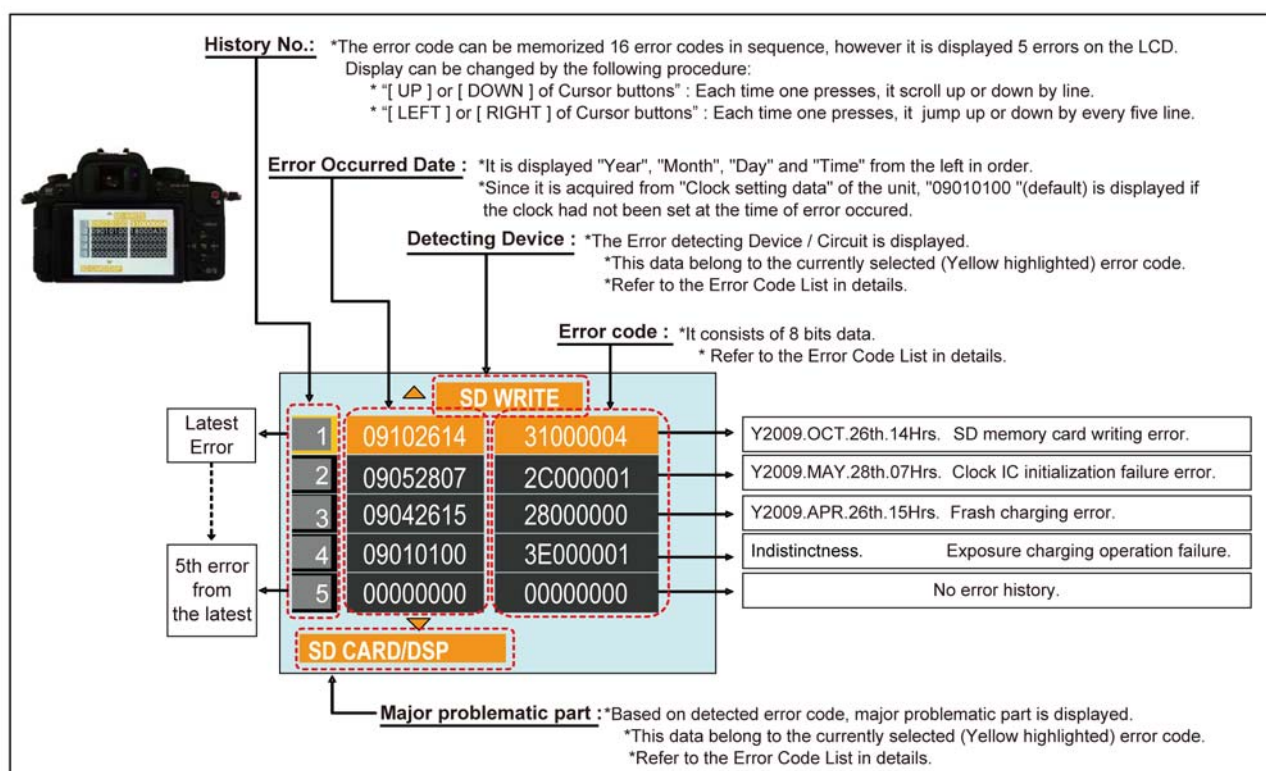 History No.: *The error code can be memorized 16 error codes in sequence, however it is displayed 5 errors on the LCD.
Display can be changed by the following procedure:
* “[ UP ] or [ DOWN ] of Cursor buttons” : Each time one presses, it scroll up or down by line.
* “[ LEFT ] or [ RIGHT ] of Cursor buttons” : Each time one presses, it jump up or down by every five line.
Error Occurred Date : *It is displayed "Year", "Month", "Day" and "Time" from the left in order.
*Since it is acquired from "Clock setting data" of the unit, "09010100 "(default) is displayed if
the clock had not been set at the time of error occured.
Detecting Device : *The Error detecting Device / Circuit is displayed.
*This data belong to the currently selected (Yellow highlighted) error code.
*Refer to the Error Code List in details.
Error code : *It consists of 8 bits data.
* Refer to the Error Code List in details.
SD WRITE
Latest
Error
1 09102614 31000004
Y2009.OCT.26th.14Hrs. SD memory card writing error.
2 09052807 2C000001
Y2009.MAY.28th.07Hrs. Clock IC initialization failure error.
3 09042615 28000000
Y2009.APR.26th.15Hrs. Frash charging error.
4 09010100 3E000001
Indistinctness. Exposure charging operation failure.
5th error
from
the latest
5 00000000 00000000
No error history.
SD CARD/DSP
Major problematic part : *Based on detected error code, major problematic part is displayed.
*This data belong to the currently selected (Yellow highlighted) error code.
*Refer to the Error Code List in details.